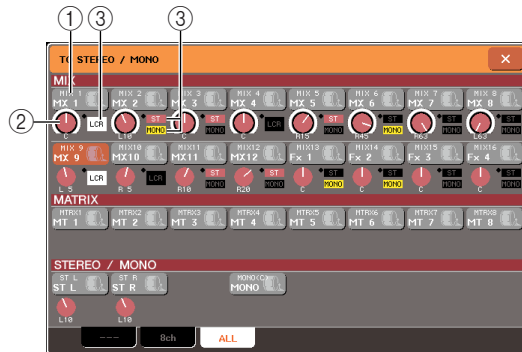 ① ③ ③
②
TO STEREO / MONO ×
MIX
MIX 1 MIX 2 MIX 3 MIX 4 MIX 5 MIX 6 MIX 7 MIX 8
MX 1 MX 2 MX 3 MX 4 MX 5 MX 6 MX 7 MX 8
LCR ST MONO ST MONO LCR ST MONO ST MONO ST MONO ST MONO
C L10 C C R15 R45 R63 L63
MIX 9 MIX10 MIX11 MIX12 MIX13 MIX14 MIX15 MIX16
MX 9 MX10 MX11 MX12 Fx 1 Fx 2 Fx 3 Fx 4
LCR LCR ST MONO ST MONO ST MONO ST MONO ST MONO ST MONO
L 5 R 5 R10 R20 C C C C
MATRIX
MTRX1 MTRX2 MTRX3 MTRX4 MTRX5 MTRX6 MTRX7 MTRX8
MT 1 MT 2 MT 3 MT 4 MT 5 MT 6 MT 7 MT 8
STEREO / MONO
ST L ST R MONO(C)
ST L ST R MONO
L10 L10
--- 8ch ALL